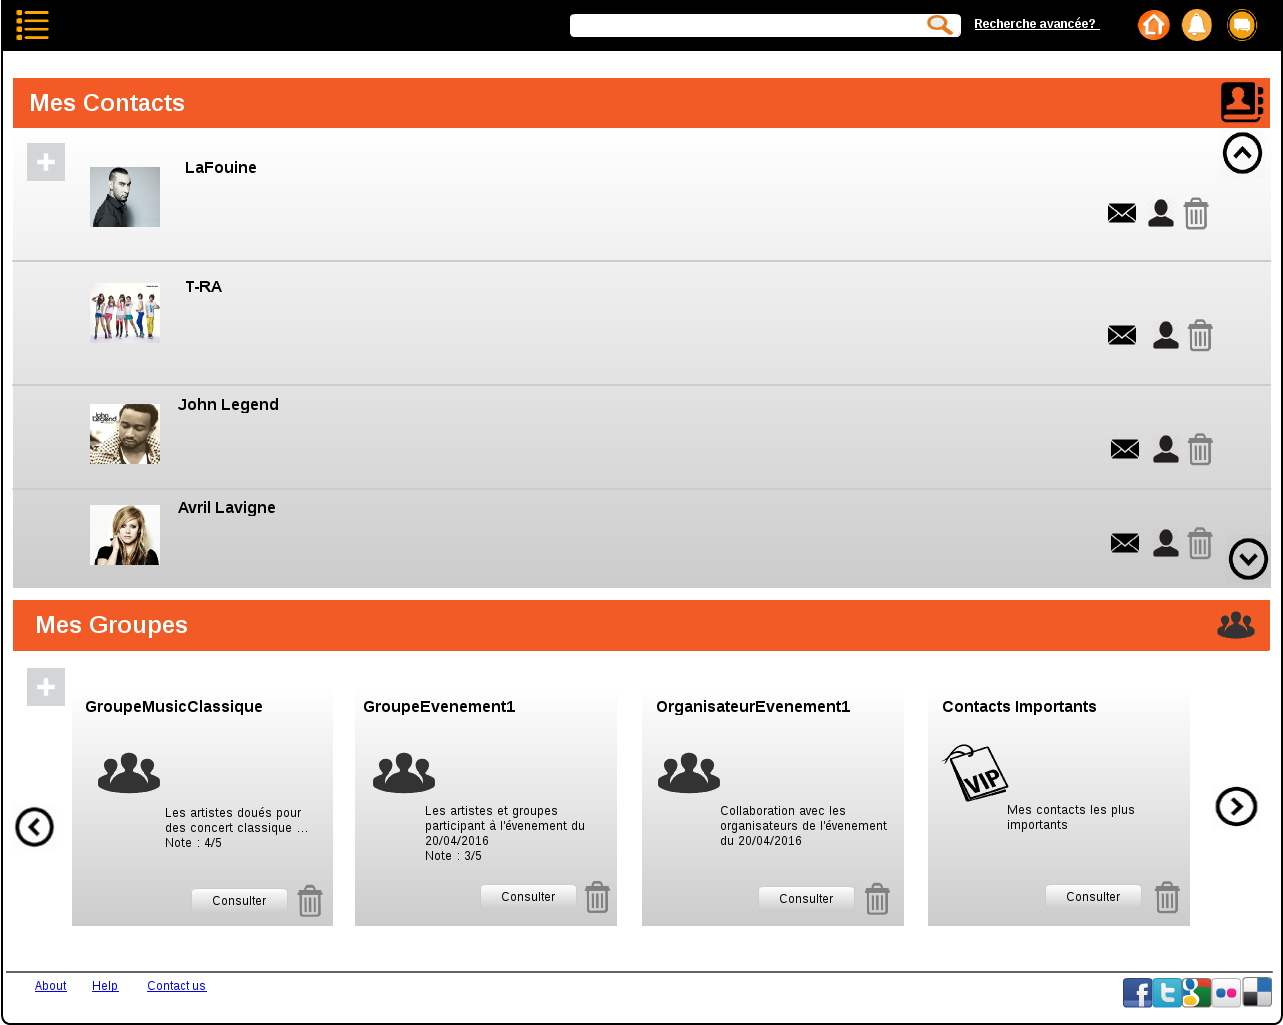 Recherche avancée?
Mes Contacts
LaFouine
T-RA
John Legend
John
Legend
Avril Lavigne
Mes Groupes
GroupeMusicClassique
Les artistes doués pour
des concert classique ...
Note : 4/5
Consulter
GroupeEvenement1
Les artistes et groupes
participant à l'évenement du
20/04/2016
Note : 3/5
Consulter
OrganisateurEvenement1
Collaboration avec les
organisateurs de l'évenement
du 20/04/2016
Consulter
Contacts Importants
VIP
Mes contacts les plus
importants
Consulter
About
Help
Contact us